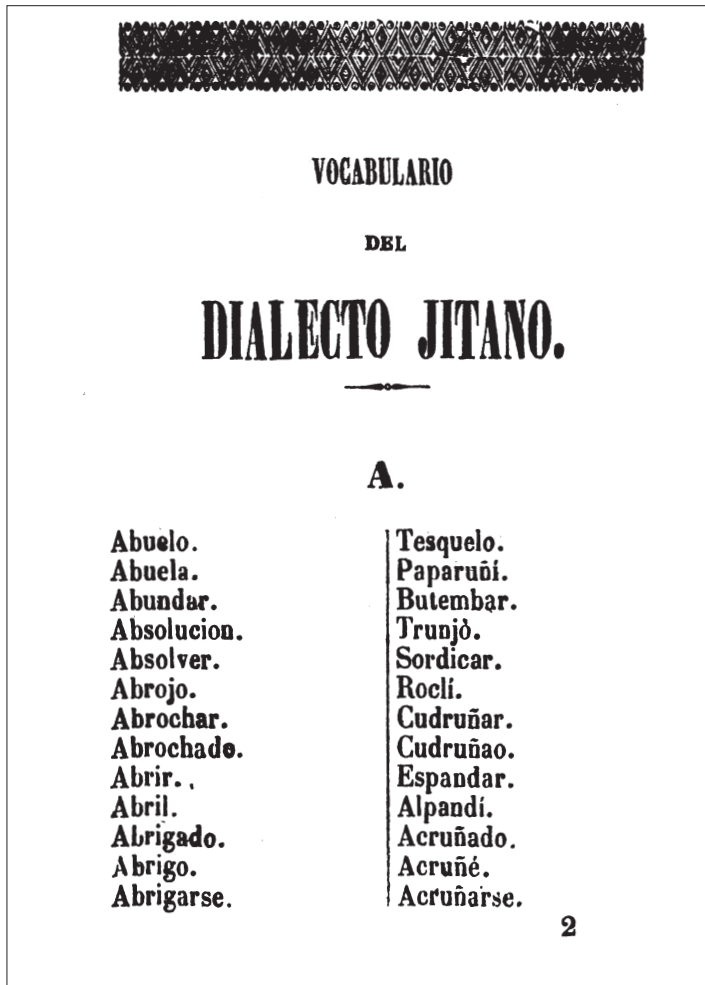 VOCABULARIO
DEL
DIALECTO JITANO.
A.
Abuelo. Tesquelo.
Abuela. Paparuñí.
Abundar. Butembar.
Absolucion. Trunjò.
Absolver. Sordicar.
Abrojo. Roclí.
Abrochar. Cudruñar.
Abrochado. Cudruñao.
Abrir. Espandar.
Abril. Alpandí.
Abrigado. Acruñado.
Abrigo. Acruñé.
Abrigarse. Acruñarse.
2